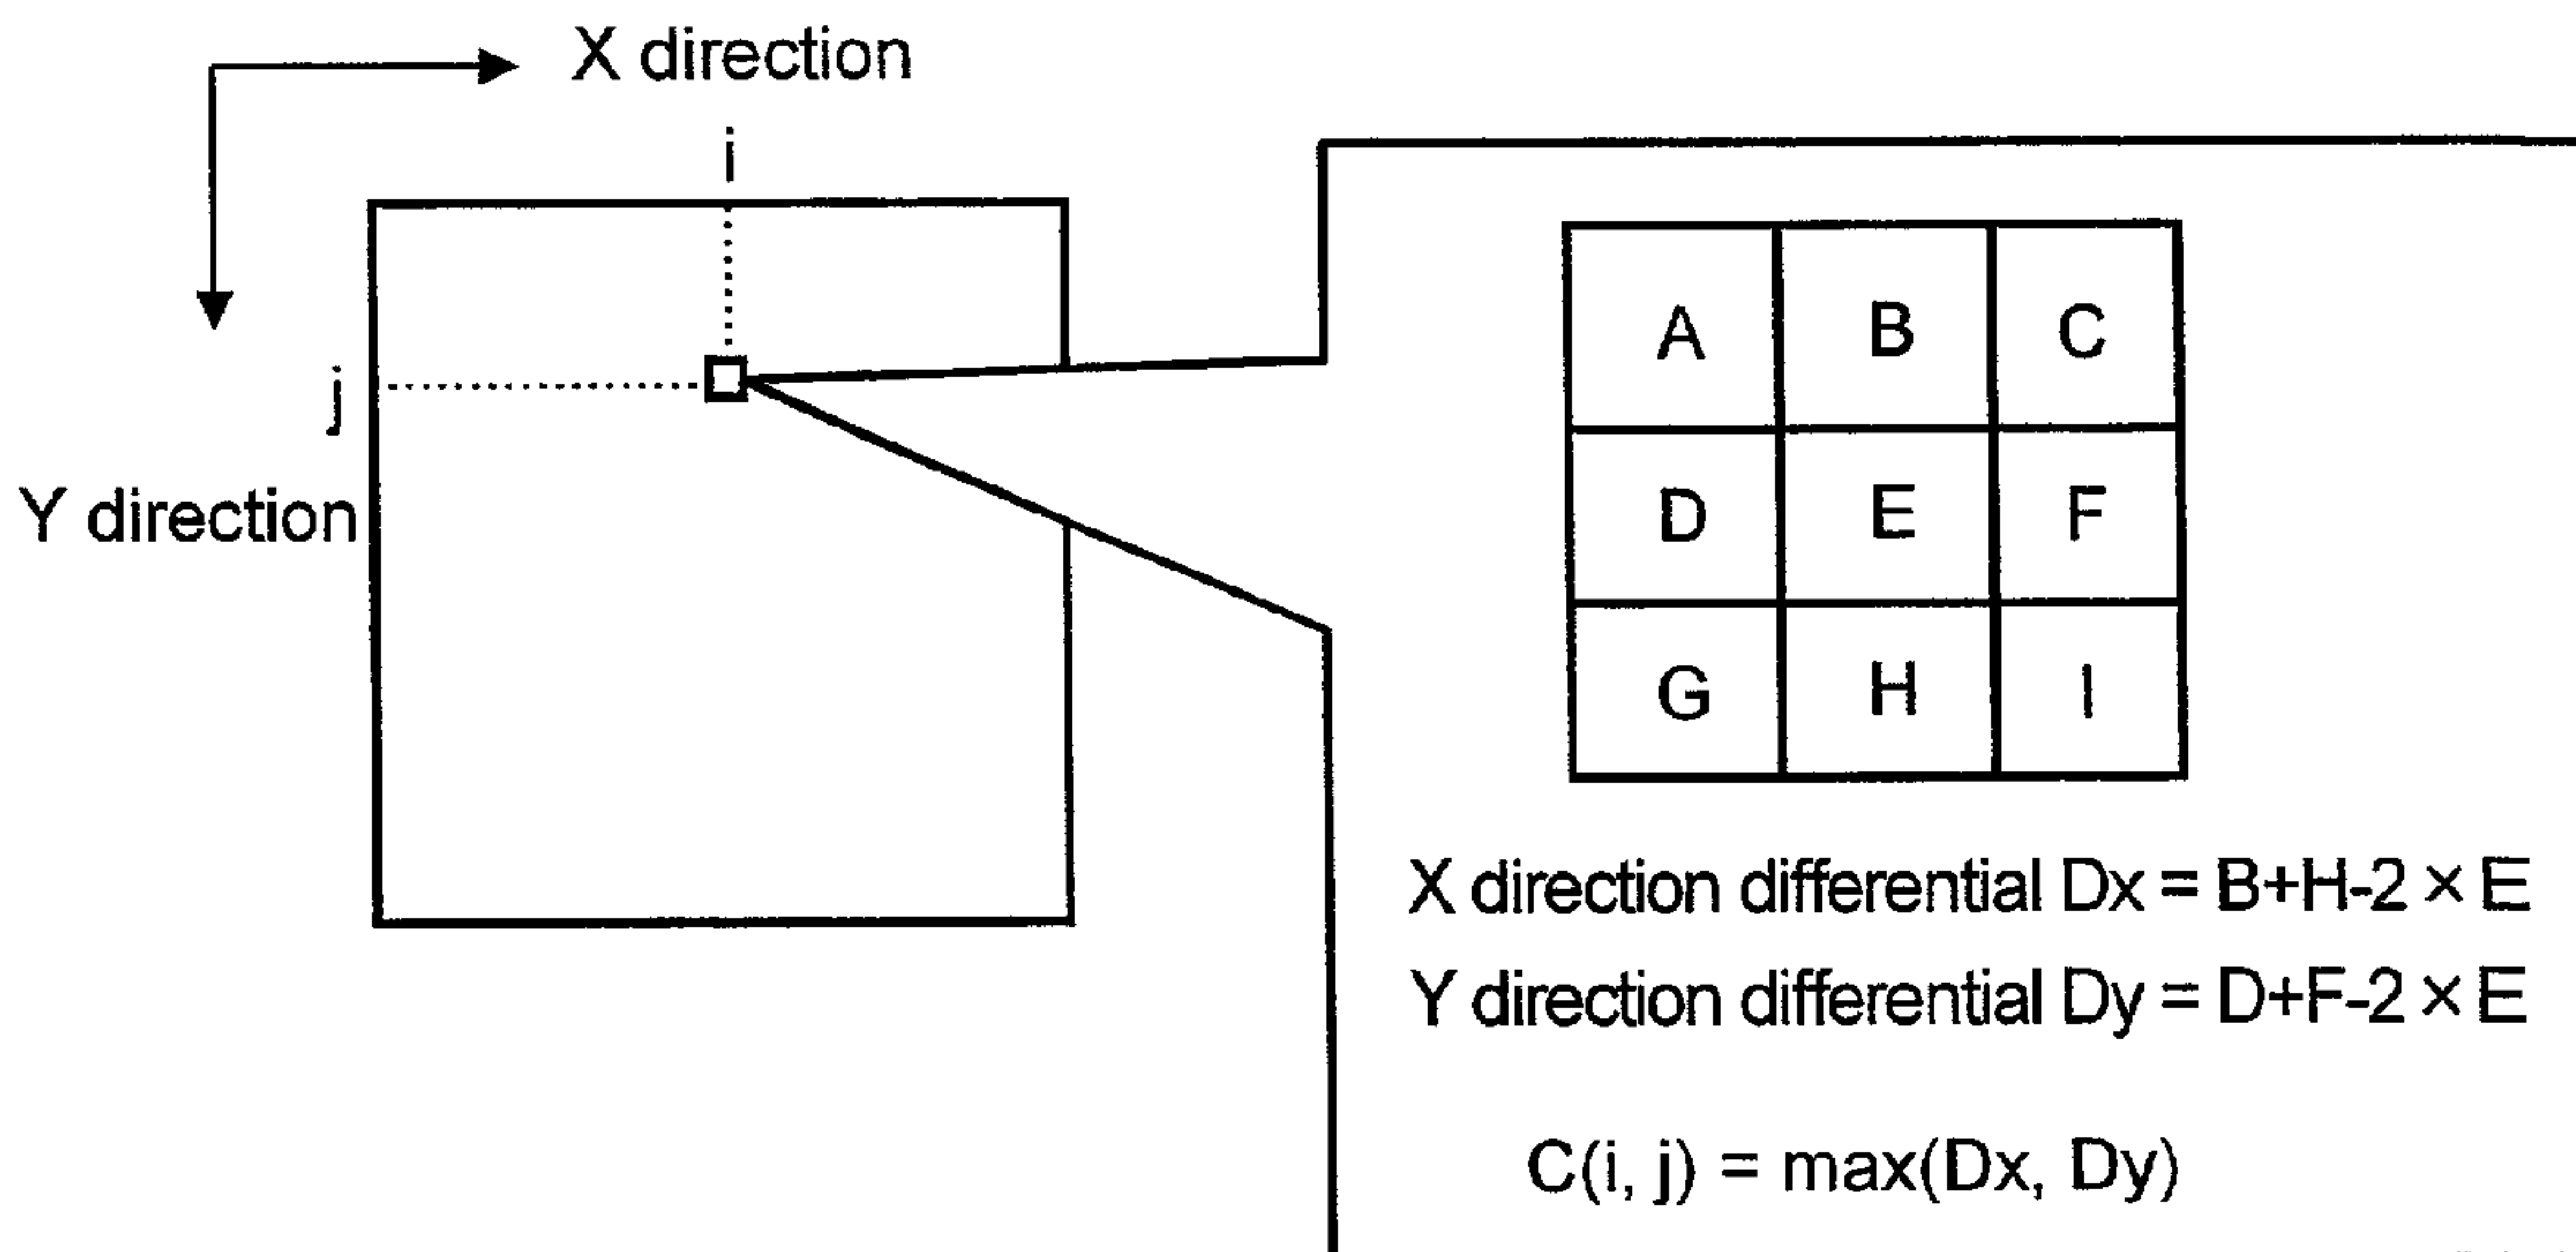 X direction
i
j
Y direction
A B C
D E F
G H I
X direction differential Dx = B+H-2 × E
Y direction differential Dy = D+F-2 × E
C(i, j) = max(Dx, Dy)